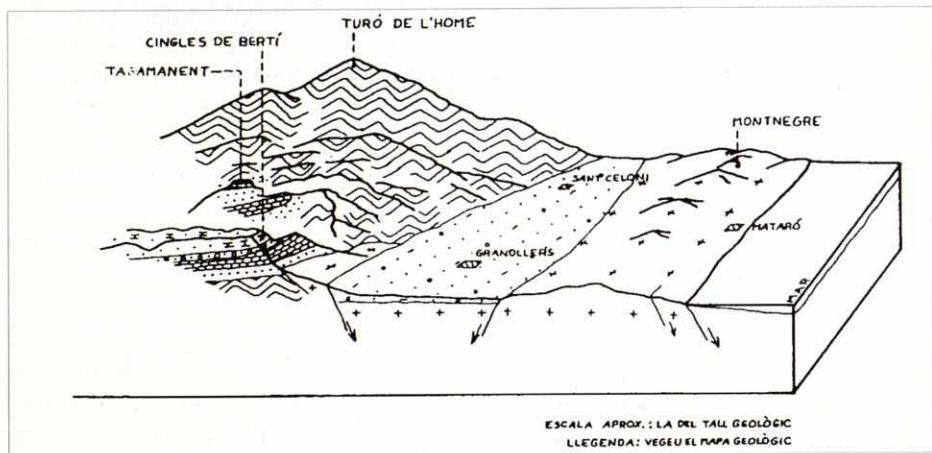 TURÓ DE L'HOME
CINGLES DE BERTÍ
TAGAMANENT
MONTNEGRE
SANT CELONI
MATARÓ
GRANOLLERS
MAR
ESCALA APROX.: LA DEL TALL GEOLÒGIC
LLEGENDA: VEGEU EL MAPA GEOLÒGIC